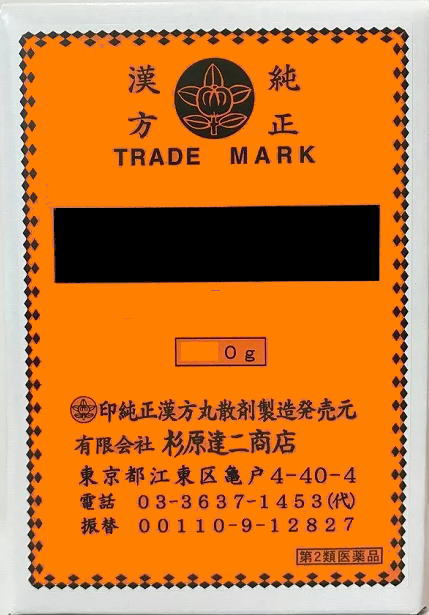 漢方 純正
TRADE MARK
0g
印純正漢方丸散剤製造発売元
有限会社 杉原達二商店
東京都江東区亀戸4-40-4
電話 03-3637-1453(代)
振替 00110-9-12827
第2類医薬品